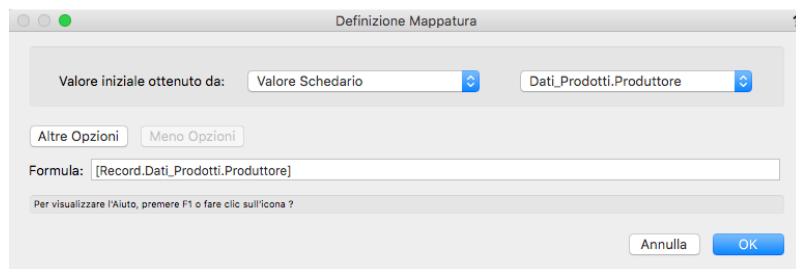 Definizione Mappatura
Valore iniziale ottenuto da: Valore Schedario Dati_Prodotti.Produttore
Altre Opzioni Meno Opzioni
Formula: [Record.Dati_Prodotti.Produttore]
Per visualizzare l'Aiuto, premere F1 o fare clic sull'icona ?
Annulla OK